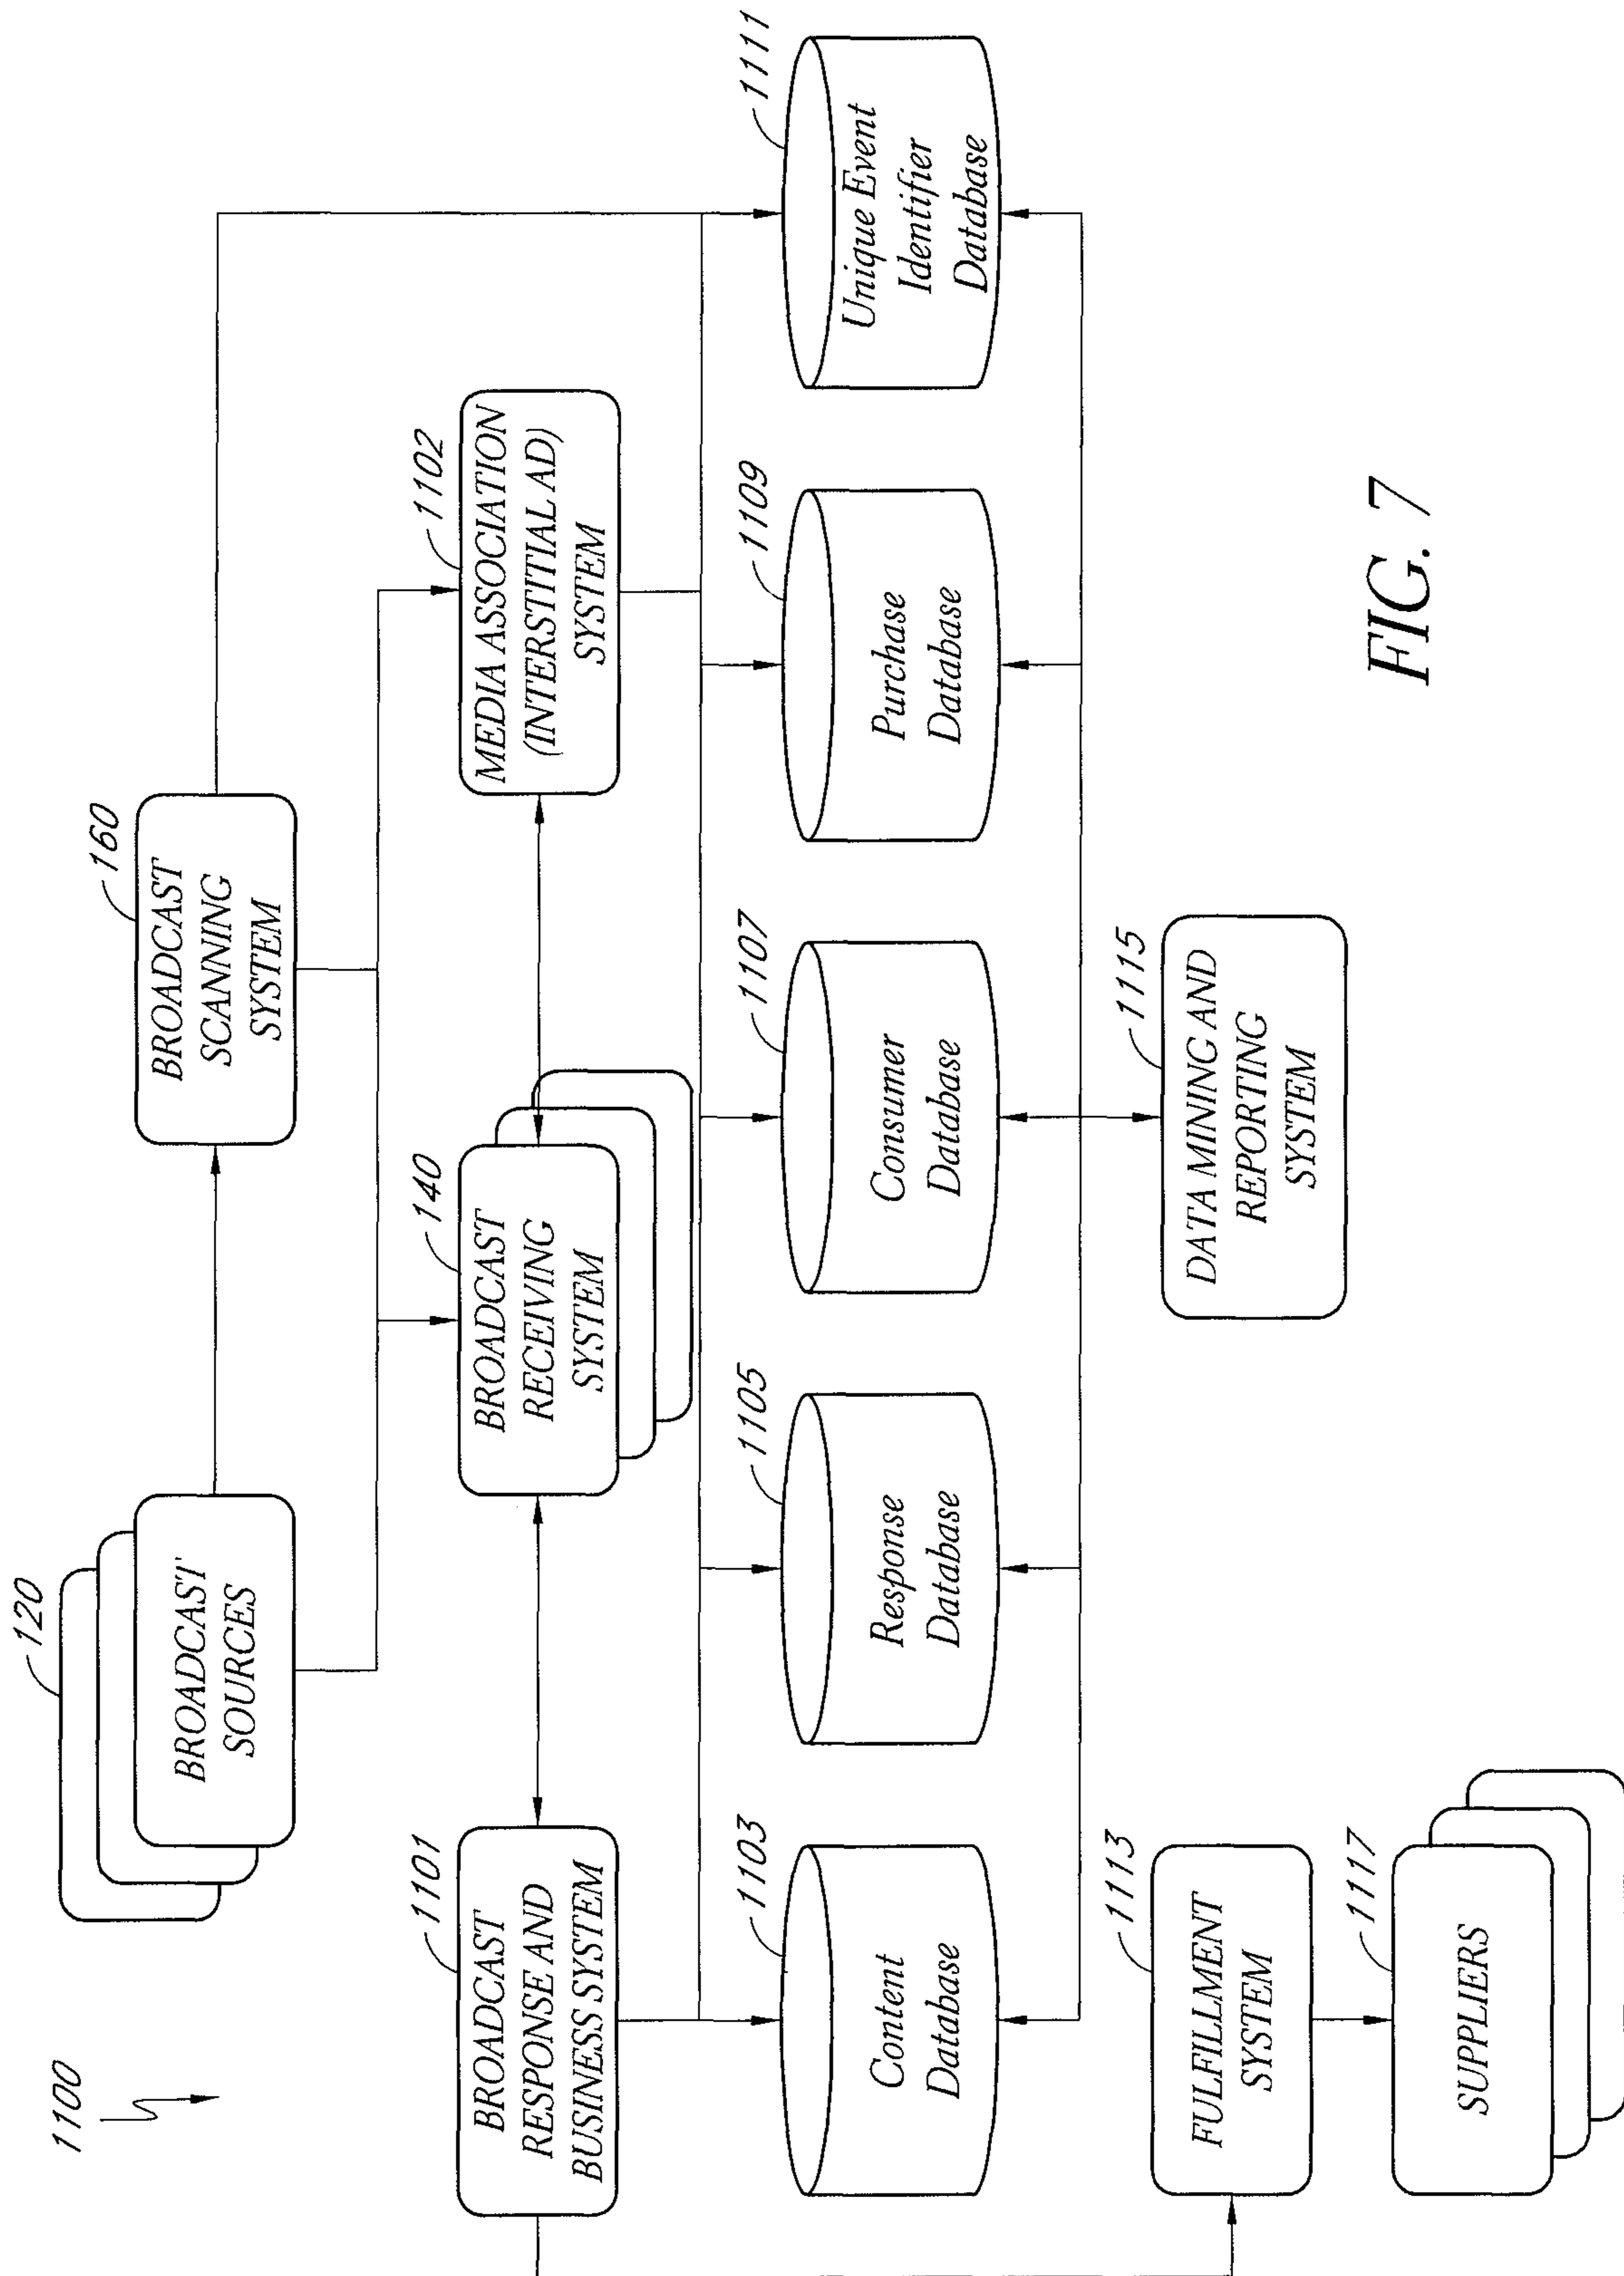 1100
120
BROADCAST
SOURCES
160
BROADCAST
SCANNING
SYSTEM
1101
BROADCAST
RESPONSE AND
BUSINESS SYSTEM
140
BROADCAST
RECEIVING
SYSTEM
1102
MEDIA ASSOCIATION
(INTERSTITIAL AD)
SYSTEM
1103
Content
Database
1105
Response
Database
1107
Consumer
Database
1109
Purchase
Database
1111
Unique Event
Identifier
Database
1113
FULFILLMENT
SYSTEM
1115
DATA MINING AND
REPORTING
SYSTEM
1117
SUPPLIERS
FIG. 7